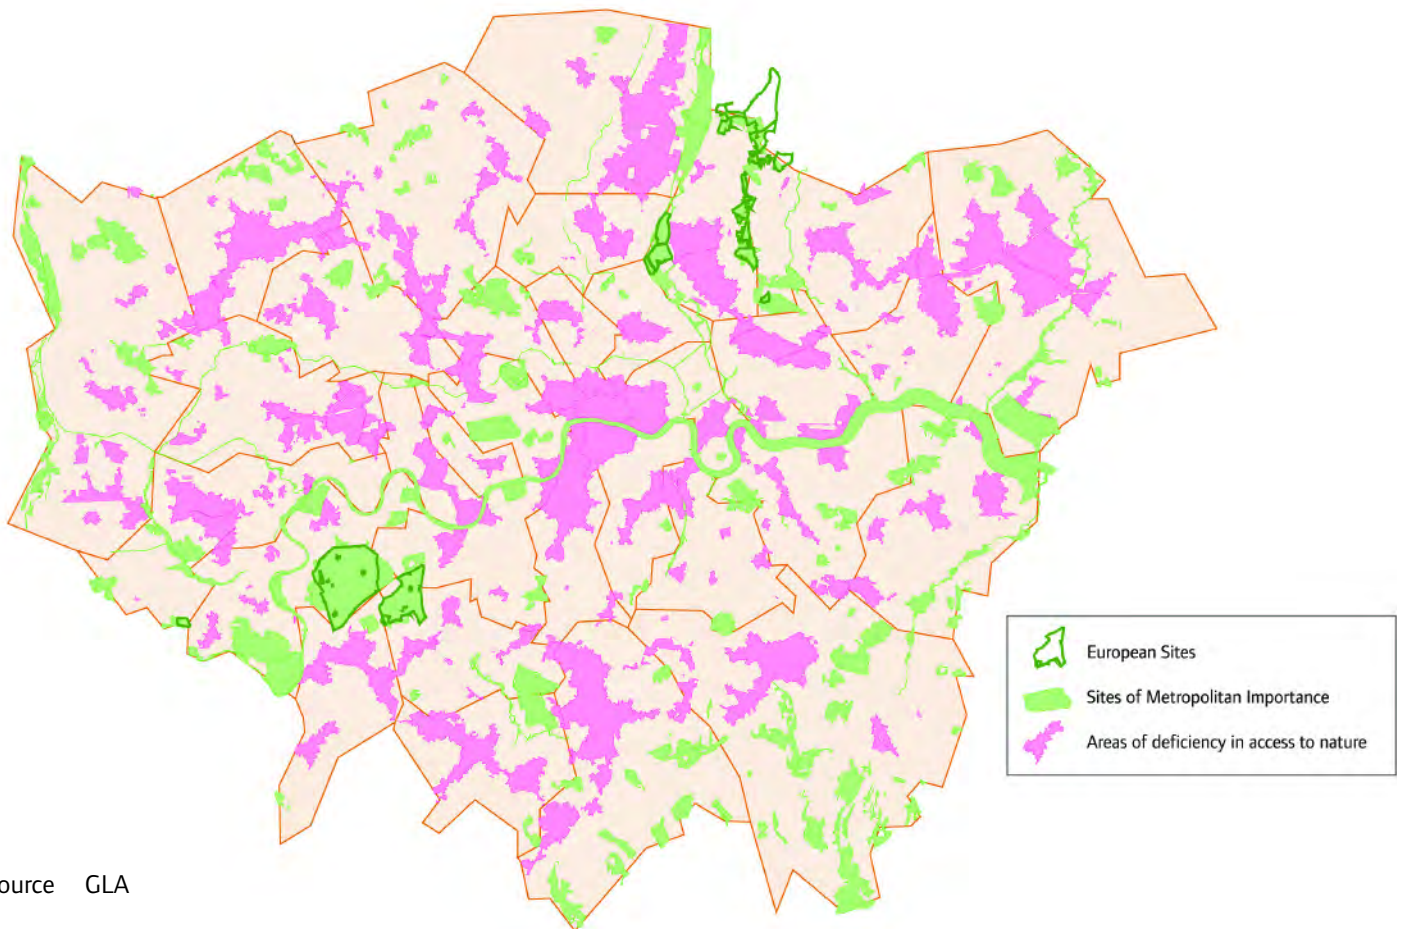 European Sites
Sites of Metropolitan Importance
Areas of deficiency in access to nature
ource GLA